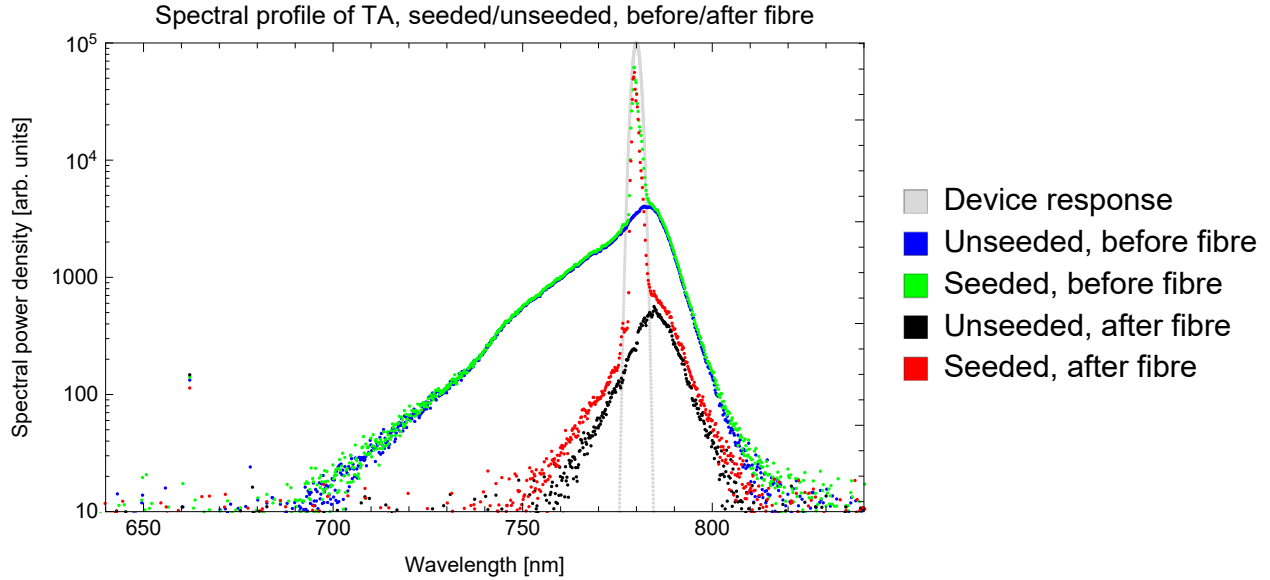 Spectral profile of TA, seeded/unseeded, before/after fibre
Spectral power density [arb. units]
10^5
10^4
1000
100
10
650
700
750
800
Wavelength [nm]
Device response
Unseeded, before fibre
Seeded, before fibre
Unseeded, after fibre
Seeded, after fibre